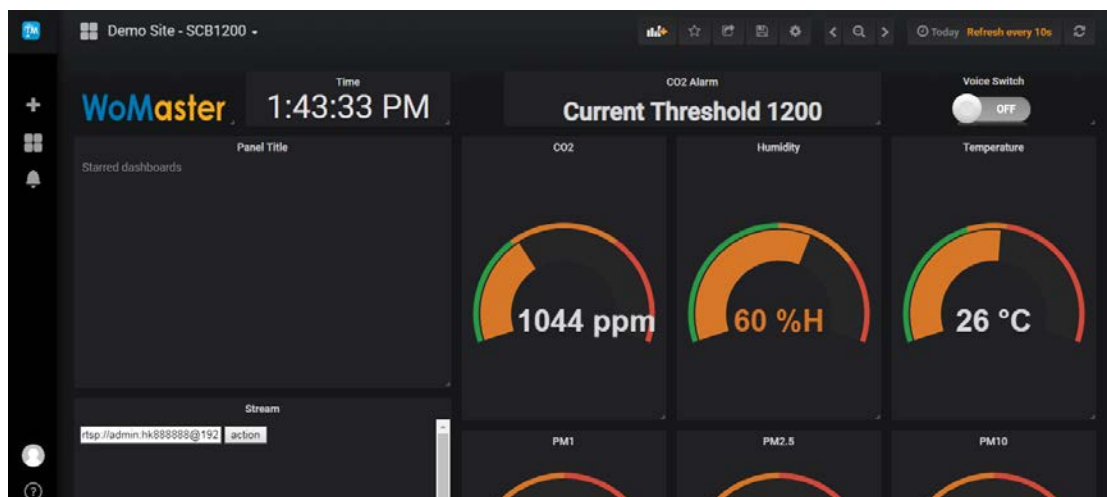 TM
Demo Site - SCB1200
Today Refresh every 10s
WoMaster
Time
1:43:33 PM
CO2 Alarm
Current Threshold 1200
Voice Switch
OFF
Panel Title
Starred dashboards
CO2
1044 ppm
Humidity
60 %H
Temperature
26 °C
Stream
rtsp://admin:hk888888@192 action
PM1
PM2.5
PM10